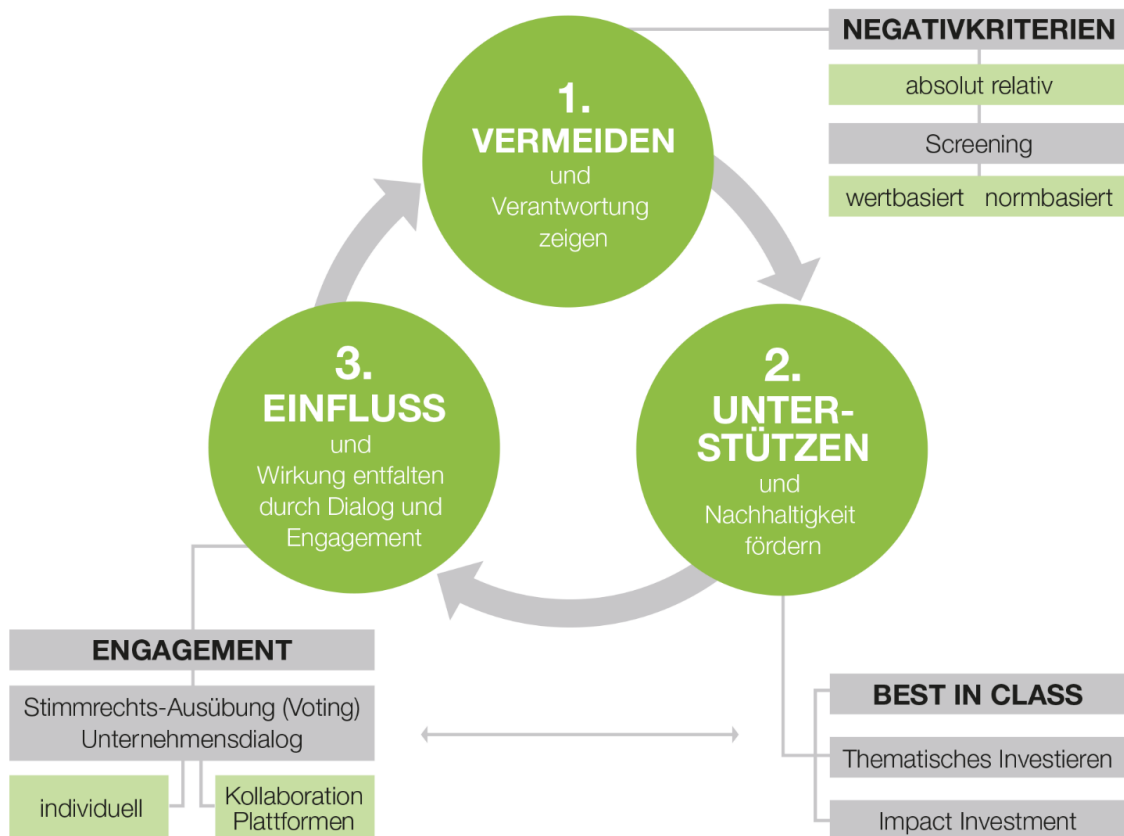 1.
VERMEIDEN
und
Verantwortung
zeigen
NEGATIVKRITERIEN
absolut relativ
Screening
wertbasiert normbasiert
2.
UNTER-
STÜTZEN
und
Nachhaltigkeit
fördern
3.
EINFLUSS
und
Wirkung entfalten
durch Dialog und
Engagement
ENGAGEMENT
Stimmrechts-Ausübung (Voting)
Unternehmensdialog
individuell
Kollaboration
Plattformen
BEST IN CLASS
Thematisches Investieren
Impact Investment